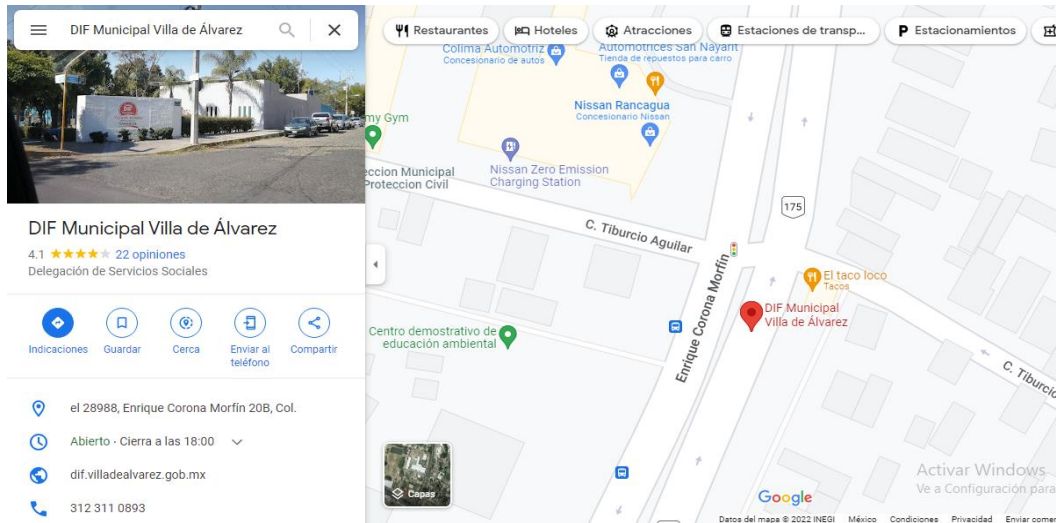 DIF Municipal Villa de Álvarez
DIF Municipal Villa de Álvarez
4.1
22 opiniones
Delegación de Servicios Sociales
Indicaciones
Guardar
Cerca
Enviar al
teléfono
Compartir
el 28988, Enrique Corona Morfín 20B, Col.
Abierto · Cierra a las 18:00
dif.villadealvarez.gob.mx
312 311 0893
Restaurantes
Hoteles
Atracciones
Estaciones de transp...
P Estacionamientos
Colima Automotriz
Concesionario de autos
Automotrices San Nayarit
Tienda de repuestos para carro
Nissan Rancagua
Concesionario Nissan
my Gym
eccion Municipal
Proteccion Civil
Nissan Zero Emission
Charging Station
175
C. Tiburcio Aguilar
Enrique Corona Morfín
El taco loco
Tacos
DIF Municipal
Villa de Álvarez
Centro demostrativo de
educación ambiental
C. Tiburcio
Capas
Google
Activar Windows
Ve a Configuración para
Datos del mapa © 2022 INEGI México Condiciones Privacidad Enviar come